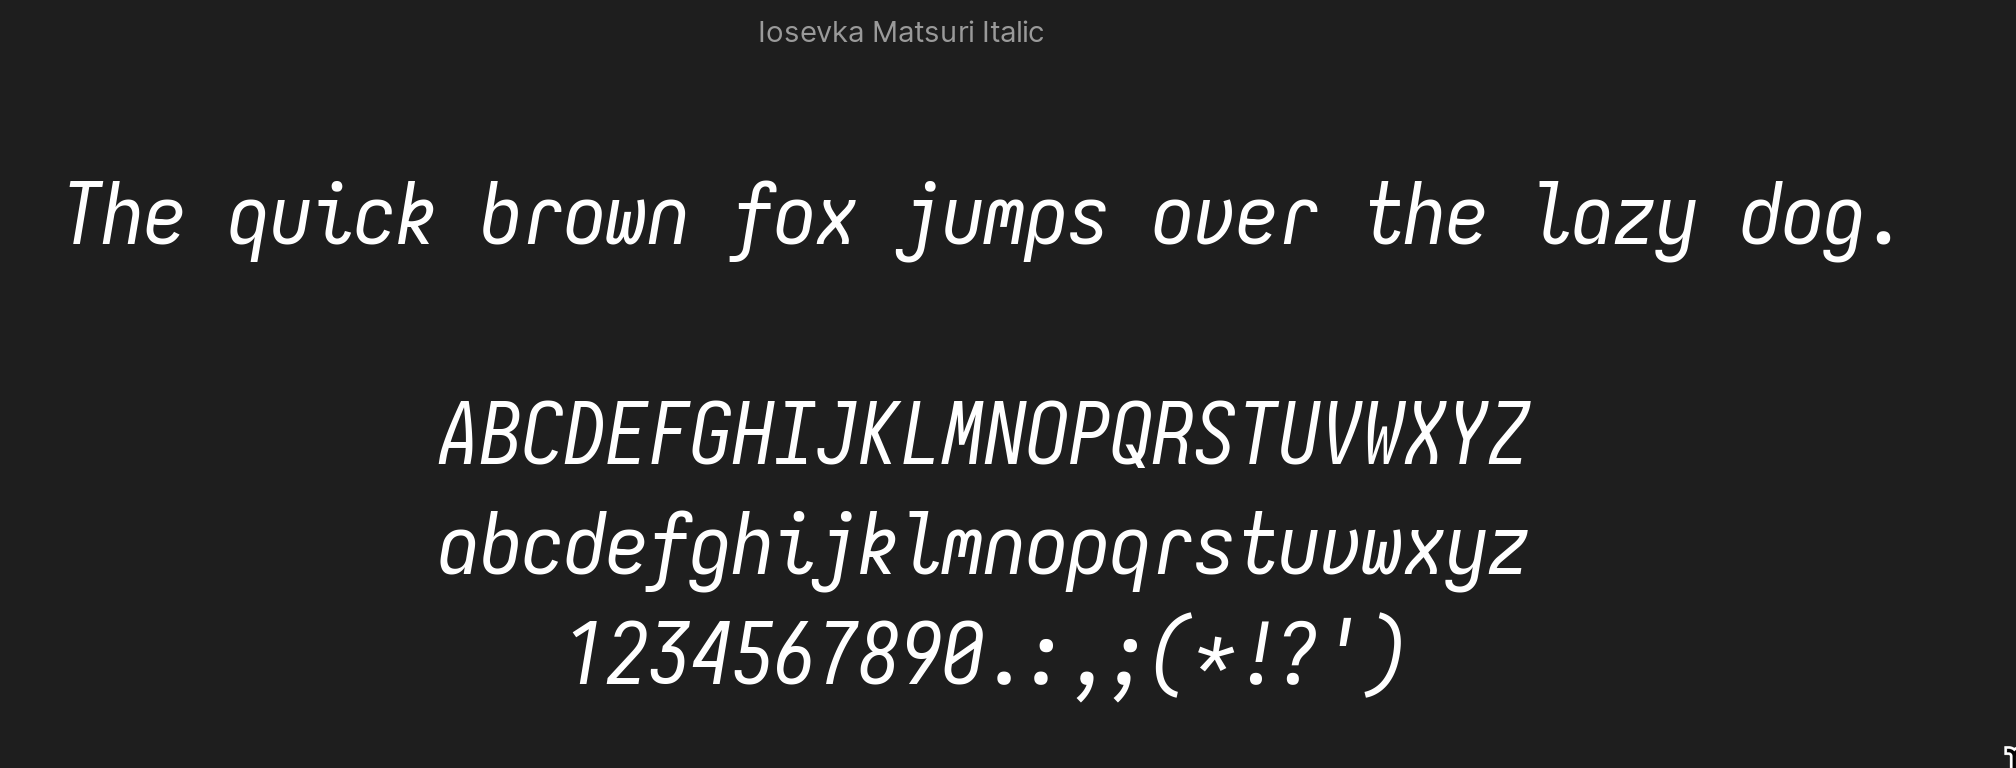 Iosevka Matsuri Italic
The quick brown fox jumps over the lazy dog.
ABCDEFGHIJKLMNOPQRSTUVWXYZ
abcdefghijklmnopqrstuvwxyz
1234567890.:,;(*!?')